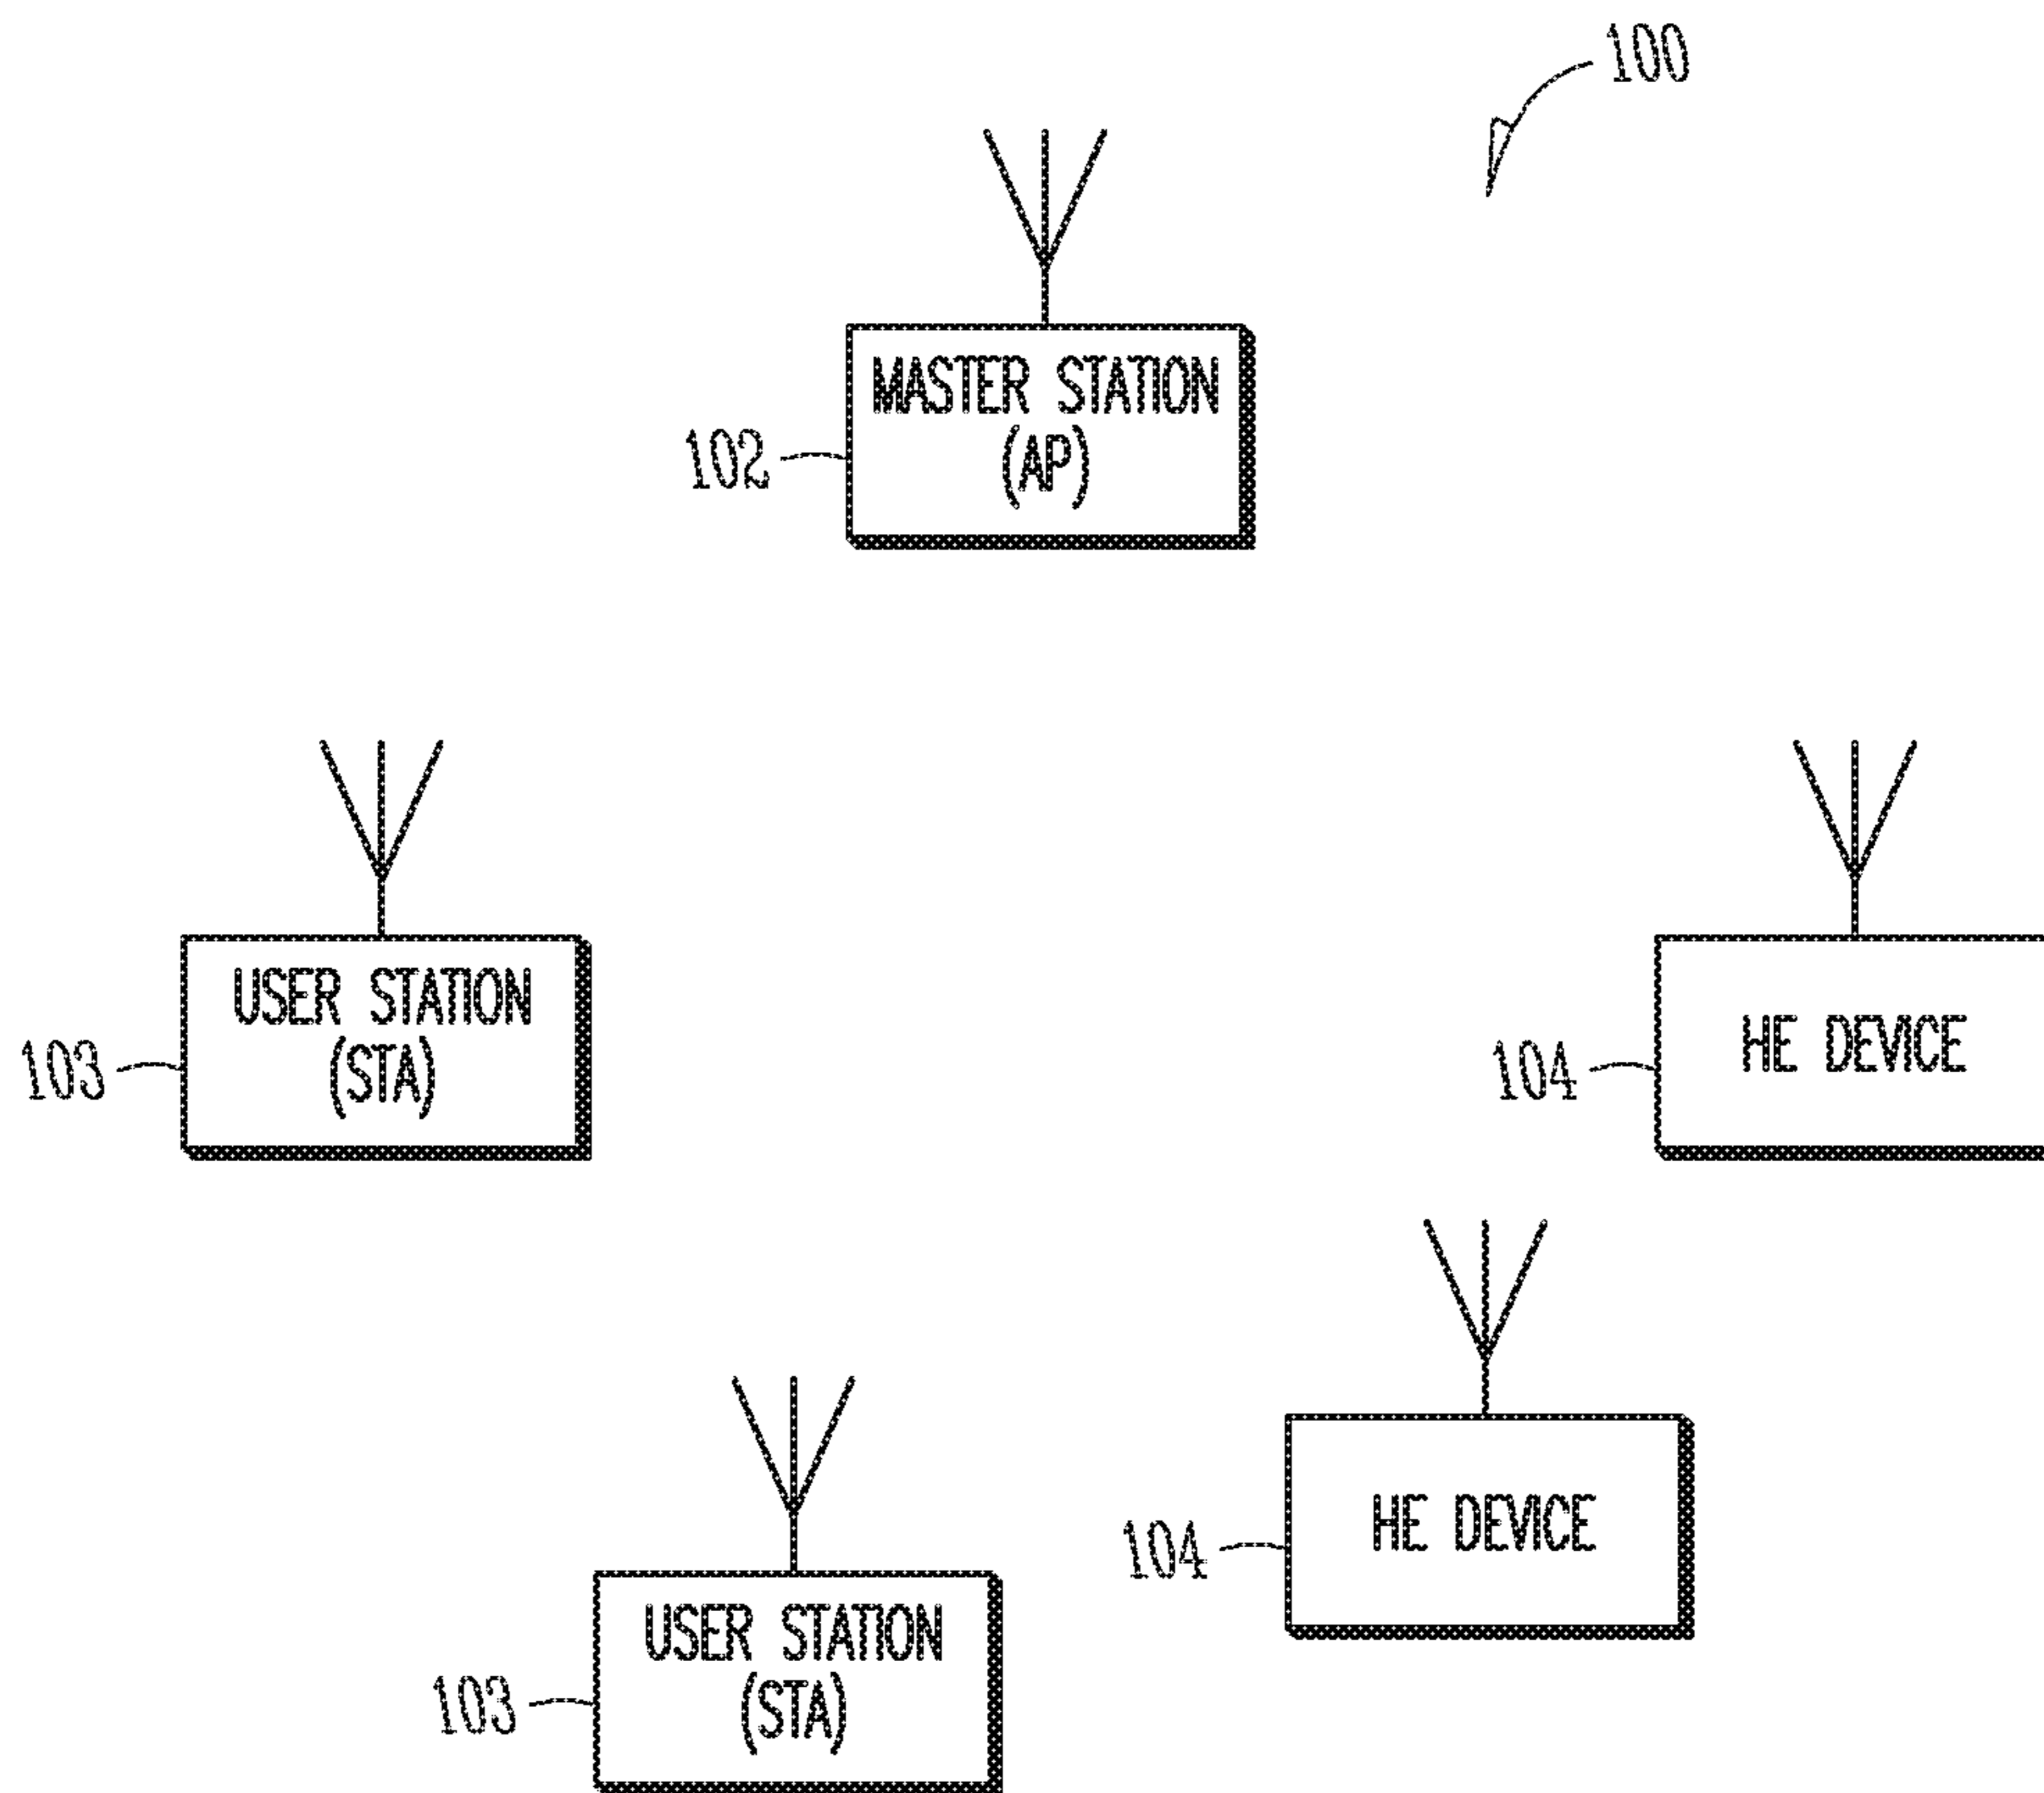 100
MASTER STATION
(AP)
102
USER STATION
(STA)
103
HE DEVICE
104
HE DEVICE
104
USER STATION
(STA)
103